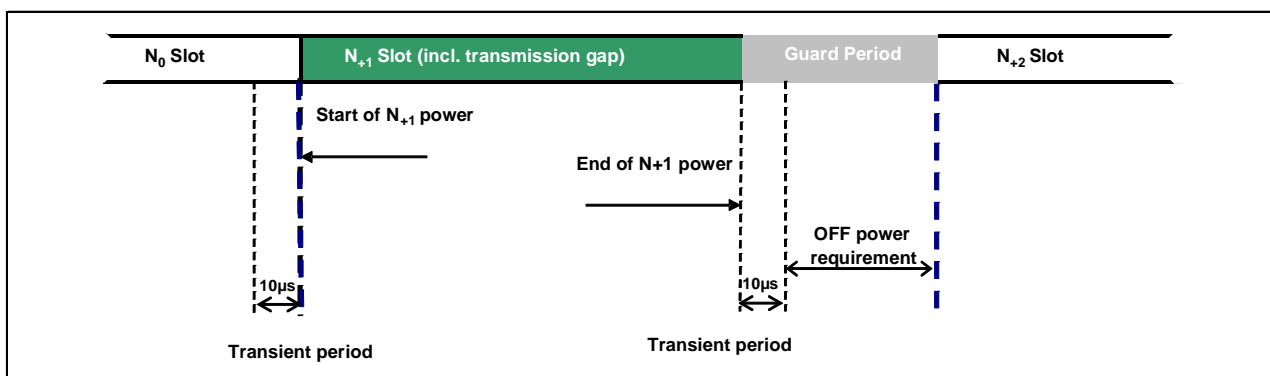 N0 Slot
N+1 Slot (incl. transmission gap)
Guard Period
N+2 Slot
Start of N+1 power
End of N+1 power
OFF power
requirement
10µs
10µs
Transient period
Transient period